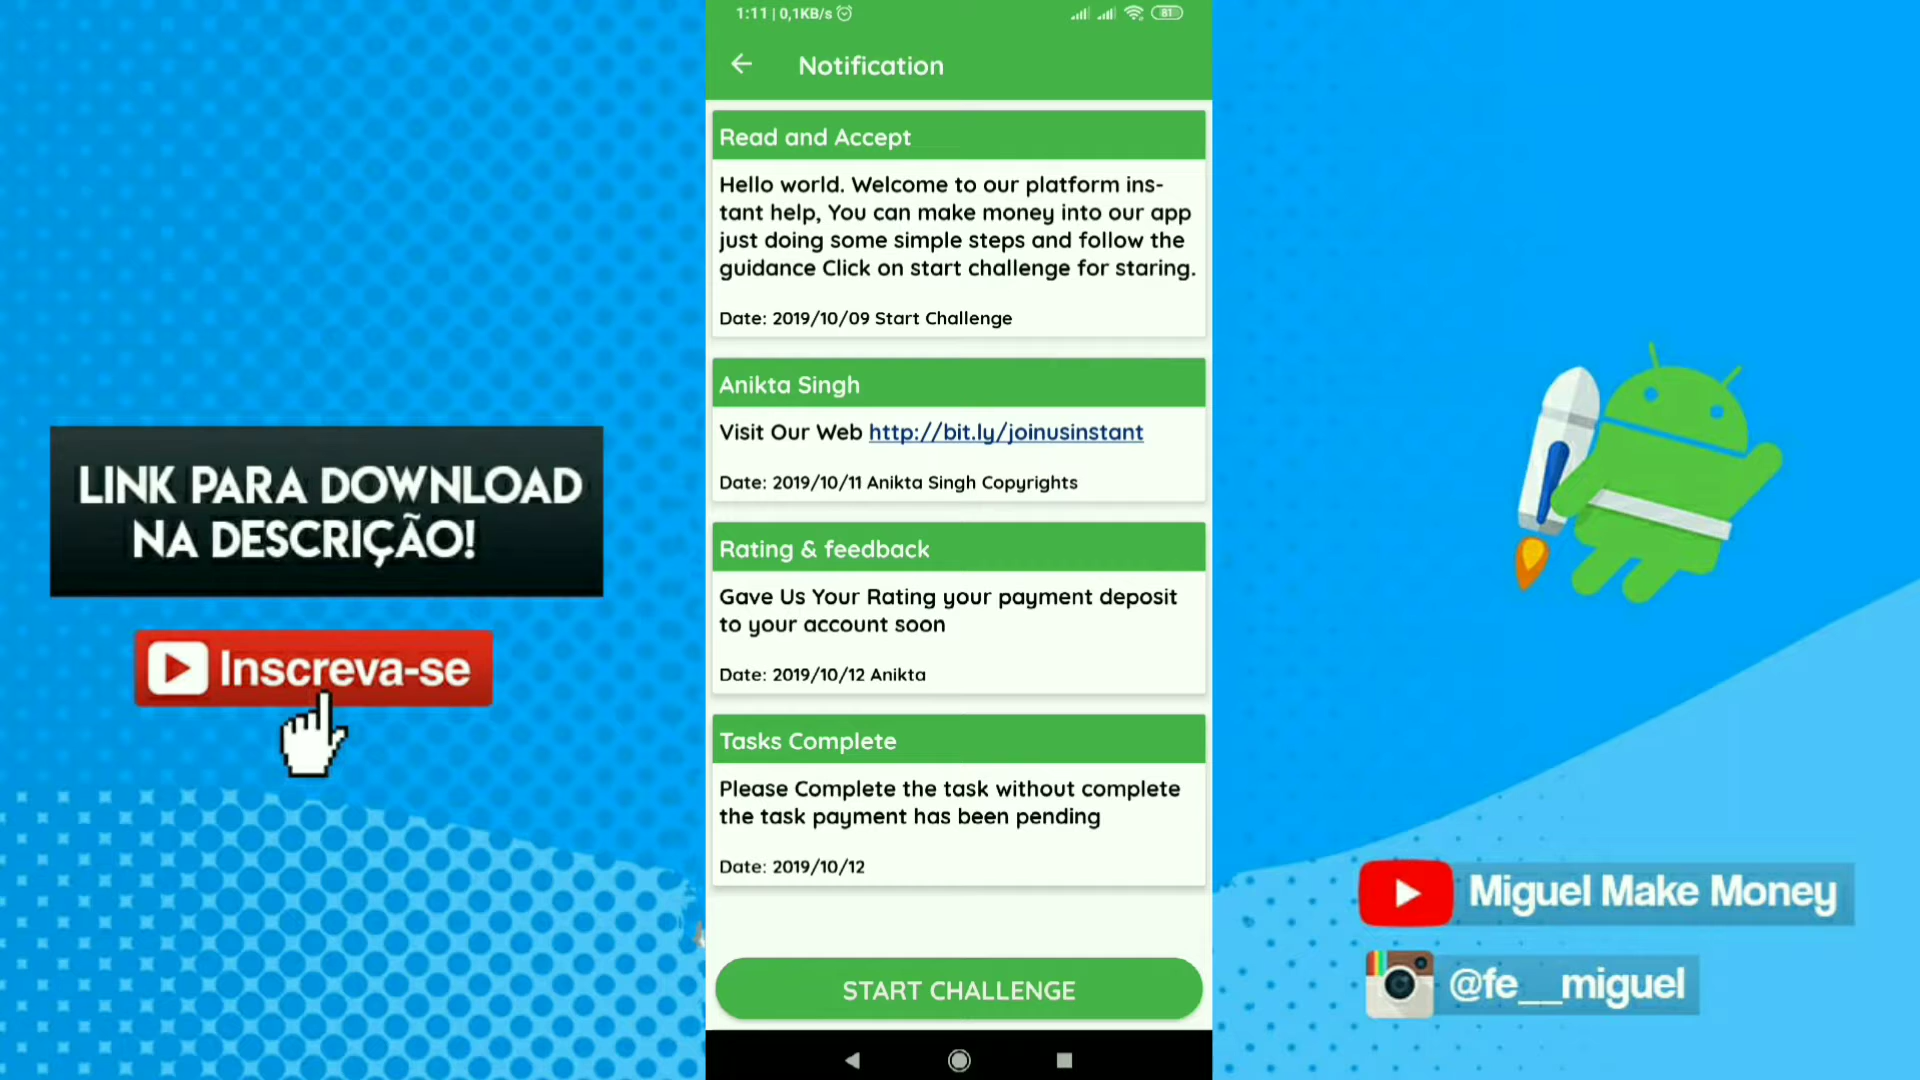 1:11 | 0,1KB/s
81
Notification
Read and Accept
Hello world. Welcome to our platform ins-
tant help, You can make money into our app
just doing some simple steps and follow the
guidance Click on start challenge for staring.
Date: 2019/10/09 Start Challenge
Anikta Singh
Visit Our Web http://bit.ly/joinusinstant
Date: 2019/10/11 Anikta Singh Copyrights
Rating & feedback
Gave Us Your Rating your payment deposit
to your account soon
Date: 2019/10/12 Anikta
Tasks Complete
Please Complete the task without complete
the task payment has been pending
Date: 2019/10/12
START CHALLENGE
LINK PARA DOWNLOAD
NA DESCRIÇÃO!
Inscreva-se
Miguel Make Money
@fe__miguel